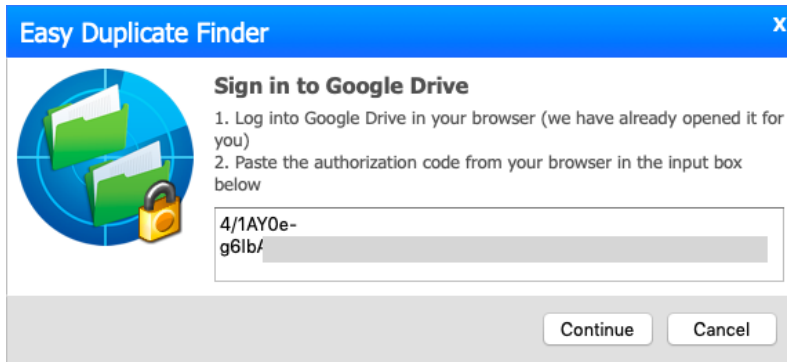 Easy Duplicate Finder
x
Sign in to Google Drive
1. Log into Google Drive in your browser (we have already opened it for
you)
2. Paste the authorization code from your browser in the input box
below
4/1AY0e-
Continue
Cancel